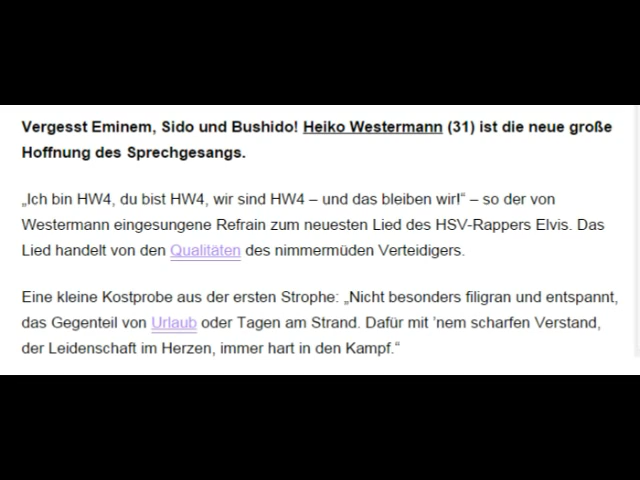 Vergesst Eminem, Sido und Bushido! Heiko Westermann (31) ist die neue große
Hoffnung des Sprechgesangs.
„Ich bin HW4, du bist HW4, wir sind HW4 – und das bleiben wir!“ – so der von
Westermann eingesungene Refrain zum neuesten Lied des HSV-Rappers Elvis. Das
Lied handelt von den Qualitäten des nimmermüden Verteidigers.
Eine kleine Kostprobe aus der ersten Strophe: „Nicht besonders filigran und entspannt,
das Gegenteil von Urlaub oder Tagen am Strand. Dafür mit ’nem scharfen Verstand,
der Leidenschaft im Herzen, immer hart in den Kampf.“